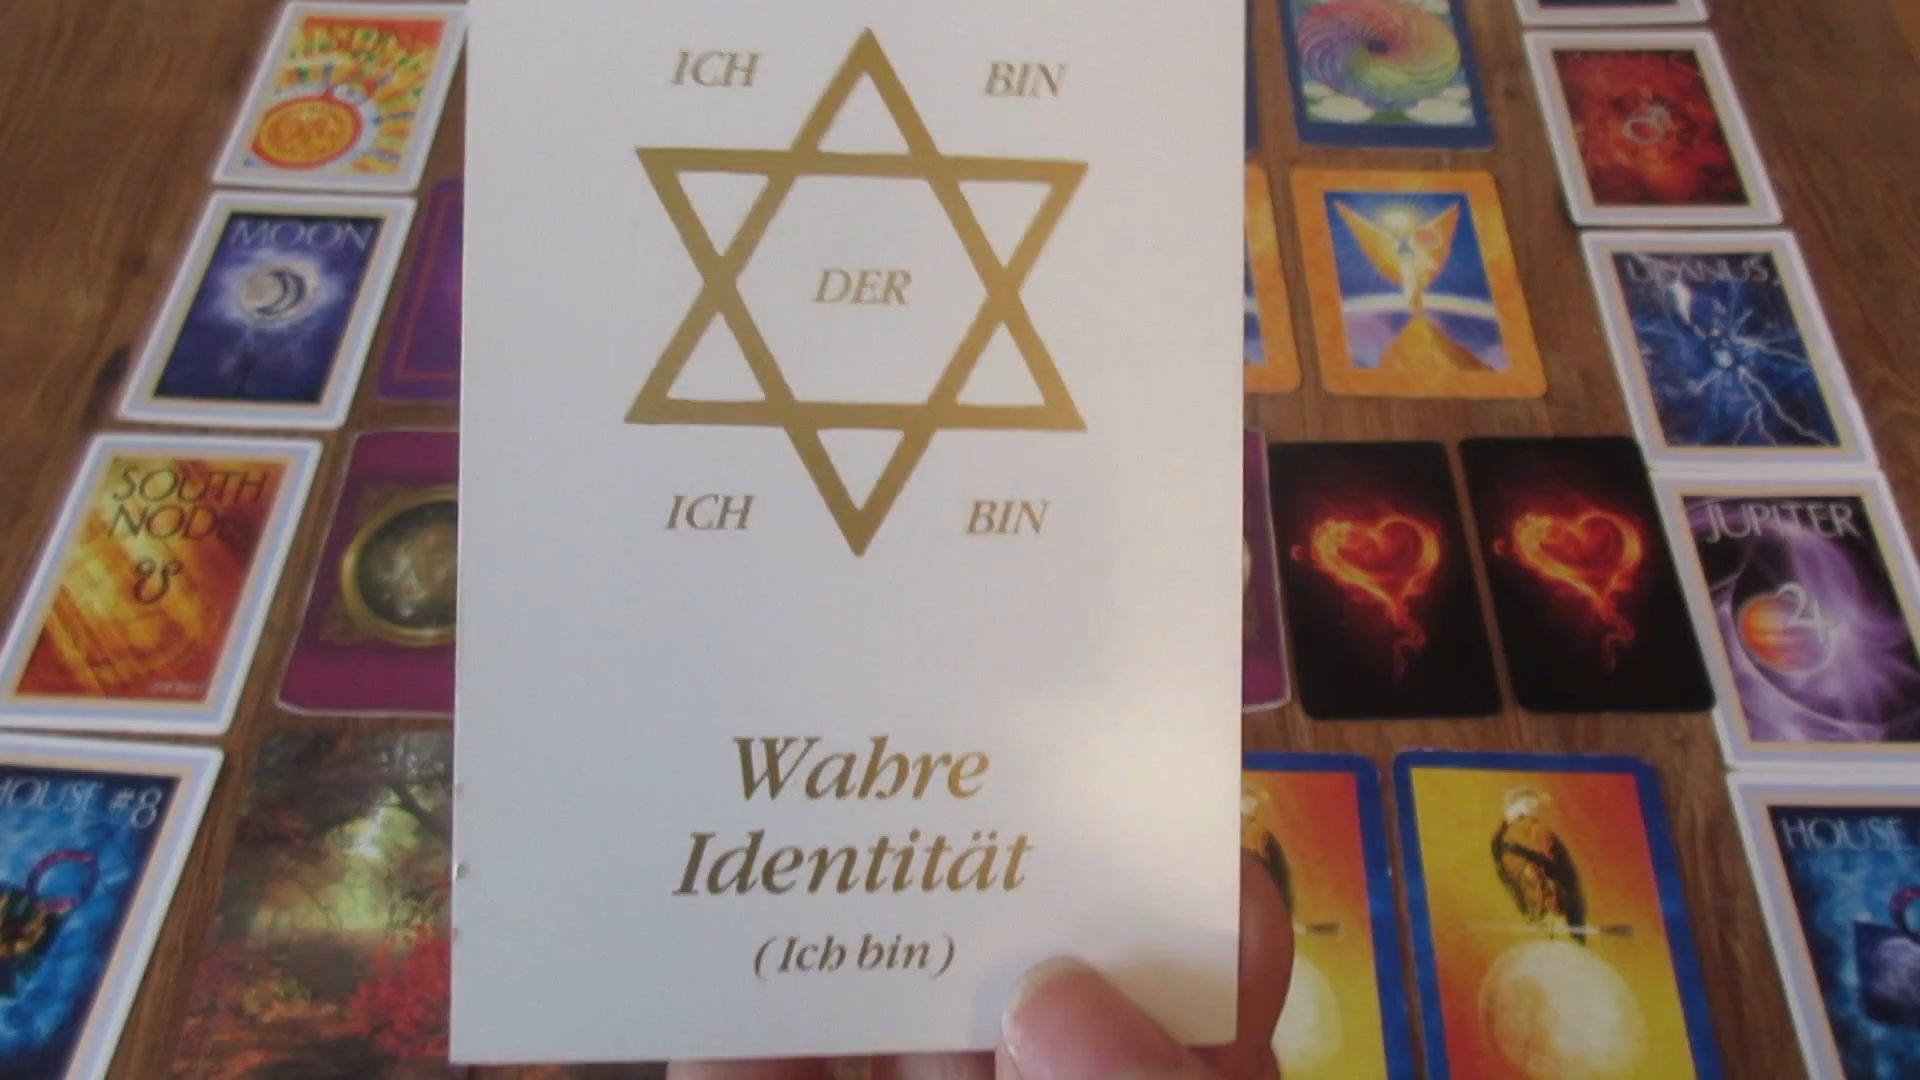 ICH BIN
DER
ICH BIN
Wahre
Identität
(Ich bin)
MOON
SOUTH
NODE
HOUSE #8
URANUS
JUPITER
HOUSE